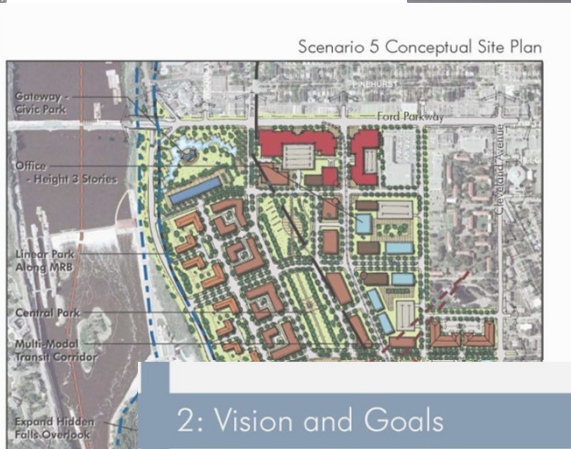 Scenario 5 Conceptual Site Plan
Gateway -
Civic Park
Ford Parkway
Cleveland Avenue
Office
- Height 3 Stories
Linear Park
Along MRB
Central Park
Multi-Modal
Transit Corridor
Expand Hidden
Falls Overlook
2: Vision and Goals